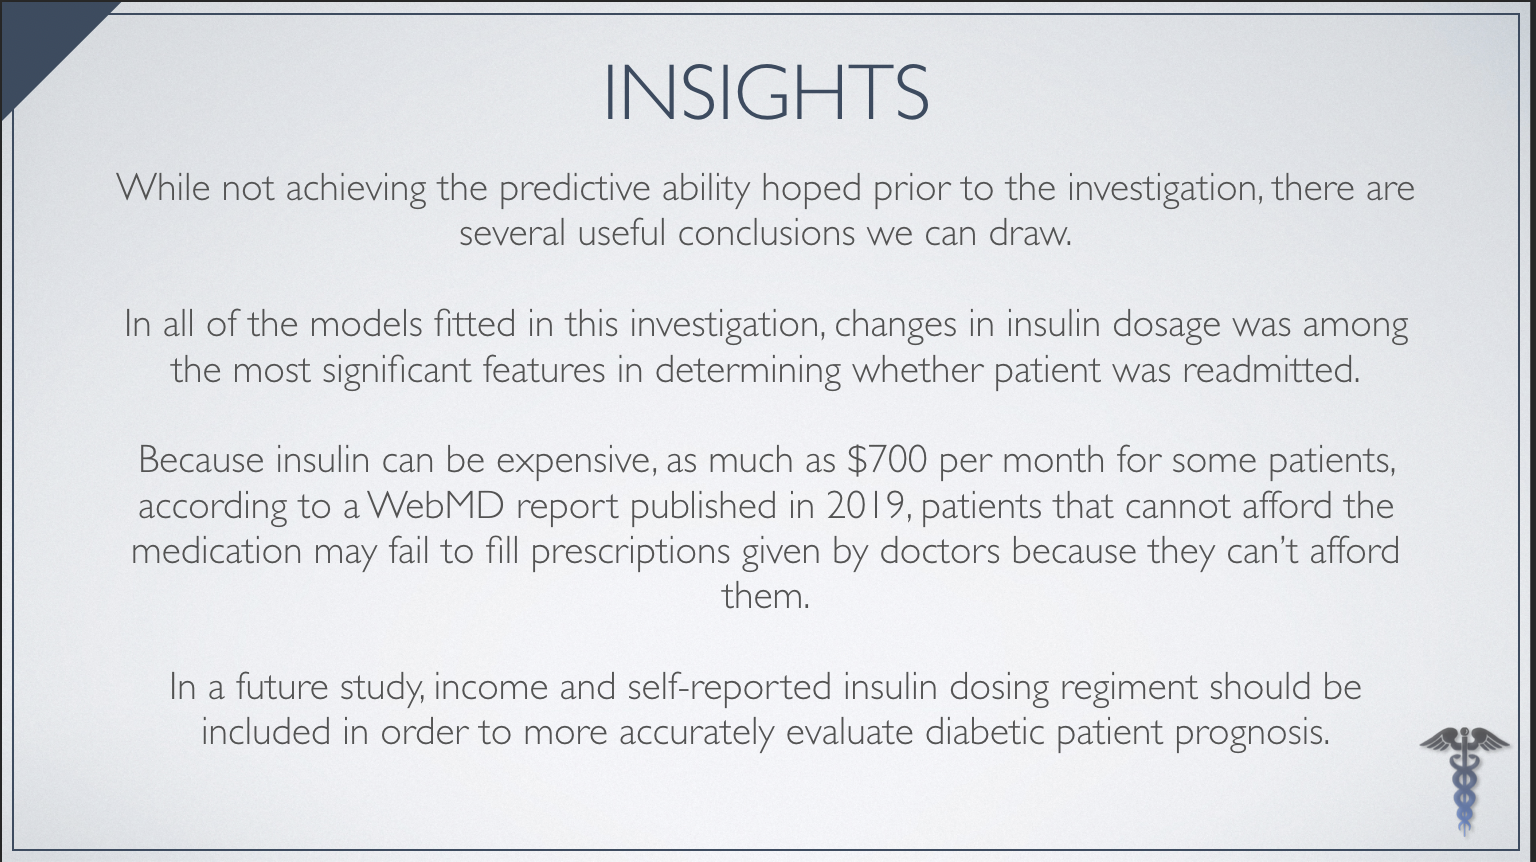 INSIGHTS
While not achieving the predictive ability hoped prior to the investigation, there are
several useful conclusions we can draw.
In all of the models fitted in this investigation, changes in insulin dosage was among
the most significant features in determining whether patient was readmitted.
Because insulin can be expensive, as much as $700 per month for some patients,
according to a WebMD report published in 2019, patients that cannot afford the
medication may fail to fill prescriptions given by doctors because they can’t afford
them.
In a future study, income and self-reported insulin dosing regiment should be
included in order to more accurately evaluate diabetic patient prognosis.